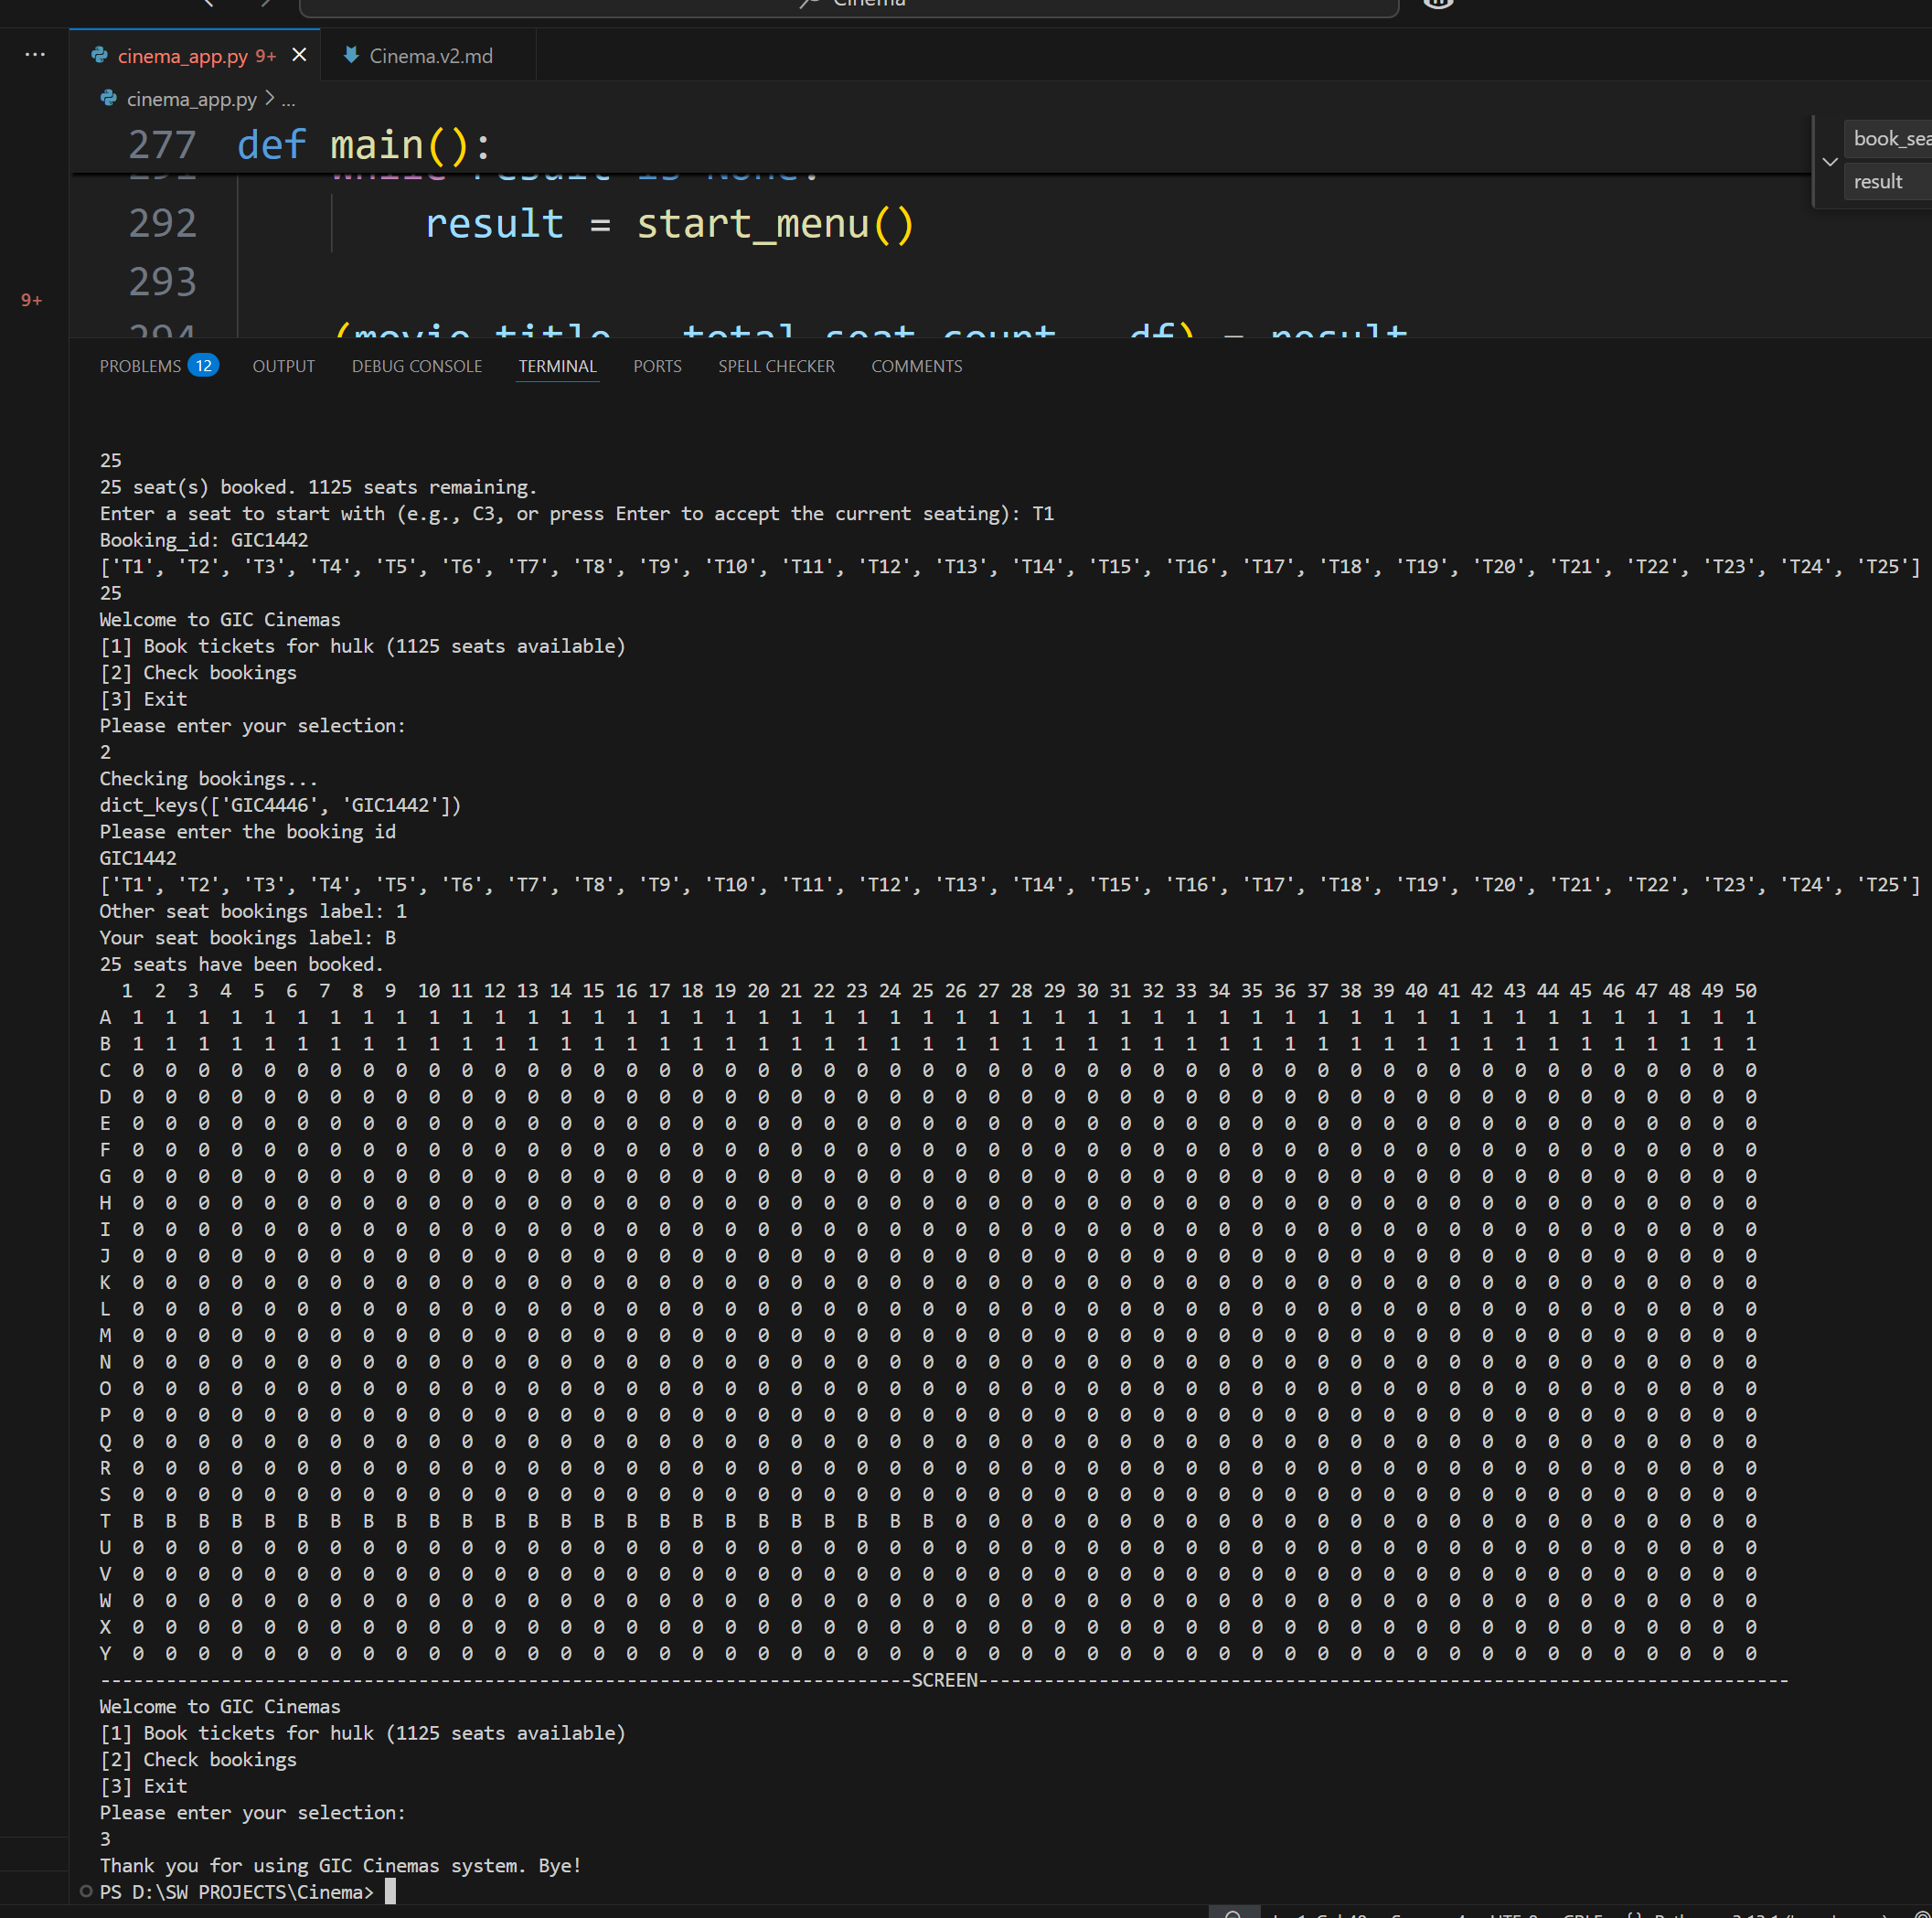 Cinema
cinema_app.py 9+
Cinema.v2.md
cinema_app.py > ...
277 def main():
book_sea
result
while result is None:
292 result = start_menu()
293
9+
294 (movie_title, total_seat_count, df) = result
PROBLEMS 12 OUTPUT DEBUG CONSOLE TERMINAL PORTS SPELL CHECKER COMMENTS
25
25 seat(s) booked. 1125 seats remaining.
Enter a seat to start with (e.g., C3, or press Enter to accept the current seating): T1
Booking_id: GIC1442
['T1', 'T2', 'T3', 'T4', 'T5', 'T6', 'T7', 'T8', 'T9', 'T10', 'T11', 'T12', 'T13', 'T14', 'T15', 'T16', 'T17', 'T18', 'T19', 'T20', 'T21', 'T22', 'T23', 'T24', 'T25']
25
Welcome to GIC Cinemas
[1] Book tickets for hulk (1125 seats available)
[2] Check bookings
[3] Exit
Please enter your selection:
2
Checking bookings...
dict_keys(['GIC4446', 'GIC1442'])
Please enter the booking id
GIC1442
['T1', 'T2', 'T3', 'T4', 'T5', 'T6', 'T7', 'T8', 'T9', 'T10', 'T11', 'T12', 'T13', 'T14', 'T15', 'T16', 'T17', 'T18', 'T19', 'T20', 'T21', 'T22', 'T23', 'T24', 'T25']
Other seat bookings label: 1
Your seat bookings label: B
25 seats have been booked.
1 2 3 4 5 6 7 8 9 10 11 12 13 14 15 16 17 18 19 20 21 22 23 24 25 26 27 28 29 30 31 32 33 34 35 36 37 38 39 40 41 42 43 44 45 46 47 48 49 50
A 1 1 1 1 1 1 1 1 1 1 1 1 1 1 1 1 1 1 1 1 1 1 1 1 1 1 1 1 1 1 1 1 1 1 1 1 1 1 1 1 1 1 1 1 1 1 1 1 1 1
B 1 1 1 1 1 1 1 1 1 1 1 1 1 1 1 1 1 1 1 1 1 1 1 1 1 1 1 1 1 1 1 1 1 1 1 1 1 1 1 1 1 1 1 1 1 1 1 1 1 1
C 0 0 0 0 0 0 0 0 0 0 0 0 0 0 0 0 0 0 0 0 0 0 0 0 0 0 0 0 0 0 0 0 0 0 0 0 0 0 0 0 0 0 0 0 0 0 0 0 0 0
D 0 0 0 0 0 0 0 0 0 0 0 0 0 0 0 0 0 0 0 0 0 0 0 0 0 0 0 0 0 0 0 0 0 0 0 0 0 0 0 0 0 0 0 0 0 0 0 0 0 0
E 0 0 0 0 0 0 0 0 0 0 0 0 0 0 0 0 0 0 0 0 0 0 0 0 0 0 0 0 0 0 0 0 0 0 0 0 0 0 0 0 0 0 0 0 0 0 0 0 0 0
F 0 0 0 0 0 0 0 0 0 0 0 0 0 0 0 0 0 0 0 0 0 0 0 0 0 0 0 0 0 0 0 0 0 0 0 0 0 0 0 0 0 0 0 0 0 0 0 0 0 0
G 0 0 0 0 0 0 0 0 0 0 0 0 0 0 0 0 0 0 0 0 0 0 0 0 0 0 0 0 0 0 0 0 0 0 0 0 0 0 0 0 0 0 0 0 0 0 0 0 0 0
H 0 0 0 0 0 0 0 0 0 0 0 0 0 0 0 0 0 0 0 0 0 0 0 0 0 0 0 0 0 0 0 0 0 0 0 0 0 0 0 0 0 0 0 0 0 0 0 0 0 0
I 0 0 0 0 0 0 0 0 0 0 0 0 0 0 0 0 0 0 0 0 0 0 0 0 0 0 0 0 0 0 0 0 0 0 0 0 0 0 0 0 0 0 0 0 0 0 0 0 0 0
J 0 0 0 0 0 0 0 0 0 0 0 0 0 0 0 0 0 0 0 0 0 0 0 0 0 0 0 0 0 0 0 0 0 0 0 0 0 0 0 0 0 0 0 0 0 0 0 0 0 0
K 0 0 0 0 0 0 0 0 0 0 0 0 0 0 0 0 0 0 0 0 0 0 0 0 0 0 0 0 0 0 0 0 0 0 0 0 0 0 0 0 0 0 0 0 0 0 0 0 0 0
L 0 0 0 0 0 0 0 0 0 0 0 0 0 0 0 0 0 0 0 0 0 0 0 0 0 0 0 0 0 0 0 0 0 0 0 0 0 0 0 0 0 0 0 0 0 0 0 0 0 0
M 0 0 0 0 0 0 0 0 0 0 0 0 0 0 0 0 0 0 0 0 0 0 0 0 0 0 0 0 0 0 0 0 0 0 0 0 0 0 0 0 0 0 0 0 0 0 0 0 0 0
N 0 0 0 0 0 0 0 0 0 0 0 0 0 0 0 0 0 0 0 0 0 0 0 0 0 0 0 0 0 0 0 0 0 0 0 0 0 0 0 0 0 0 0 0 0 0 0 0 0 0
O 0 0 0 0 0 0 0 0 0 0 0 0 0 0 0 0 0 0 0 0 0 0 0 0 0 0 0 0 0 0 0 0 0 0 0 0 0 0 0 0 0 0 0 0 0 0 0 0 0 0
P 0 0 0 0 0 0 0 0 0 0 0 0 0 0 0 0 0 0 0 0 0 0 0 0 0 0 0 0 0 0 0 0 0 0 0 0 0 0 0 0 0 0 0 0 0 0 0 0 0 0
Q 0 0 0 0 0 0 0 0 0 0 0 0 0 0 0 0 0 0 0 0 0 0 0 0 0 0 0 0 0 0 0 0 0 0 0 0 0 0 0 0 0 0 0 0 0 0 0 0 0 0
R 0 0 0 0 0 0 0 0 0 0 0 0 0 0 0 0 0 0 0 0 0 0 0 0 0 0 0 0 0 0 0 0 0 0 0 0 0 0 0 0 0 0 0 0 0 0 0 0 0 0
S 0 0 0 0 0 0 0 0 0 0 0 0 0 0 0 0 0 0 0 0 0 0 0 0 0 0 0 0 0 0 0 0 0 0 0 0 0 0 0 0 0 0 0 0 0 0 0 0 0 0
T B B B B B B B B B B B B B B B B B B B B B B B B B 0 0 0 0 0 0 0 0 0 0 0 0 0 0 0 0 0 0 0 0 0 0 0 0 0
U 0 0 0 0 0 0 0 0 0 0 0 0 0 0 0 0 0 0 0 0 0 0 0 0 0 0 0 0 0 0 0 0 0 0 0 0 0 0 0 0 0 0 0 0 0 0 0 0 0 0
V 0 0 0 0 0 0 0 0 0 0 0 0 0 0 0 0 0 0 0 0 0 0 0 0 0 0 0 0 0 0 0 0 0 0 0 0 0 0 0 0 0 0 0 0 0 0 0 0 0 0
W 0 0 0 0 0 0 0 0 0 0 0 0 0 0 0 0 0 0 0 0 0 0 0 0 0 0 0 0 0 0 0 0 0 0 0 0 0 0 0 0 0 0 0 0 0 0 0 0 0 0
X 0 0 0 0 0 0 0 0 0 0 0 0 0 0 0 0 0 0 0 0 0 0 0 0 0 0 0 0 0 0 0 0 0 0 0 0 0 0 0 0 0 0 0 0 0 0 0 0 0 0
Y 0 0 0 0 0 0 0 0 0 0 0 0 0 0 0 0 0 0 0 0 0 0 0 0 0 0 0 0 0 0 0 0 0 0 0 0 0 0 0 0 0 0 0 0 0 0 0 0 0 0
--------------------------------------------------------------------------SCREEN--------------------------------------------------------------------------
Welcome to GIC Cinemas
[1] Book tickets for hulk (1125 seats available)
[2] Check bookings
[3] Exit
Please enter your selection:
3
Thank you for using GIC Cinemas system. Bye!
PS D:\SW PROJECTS\Cinema>